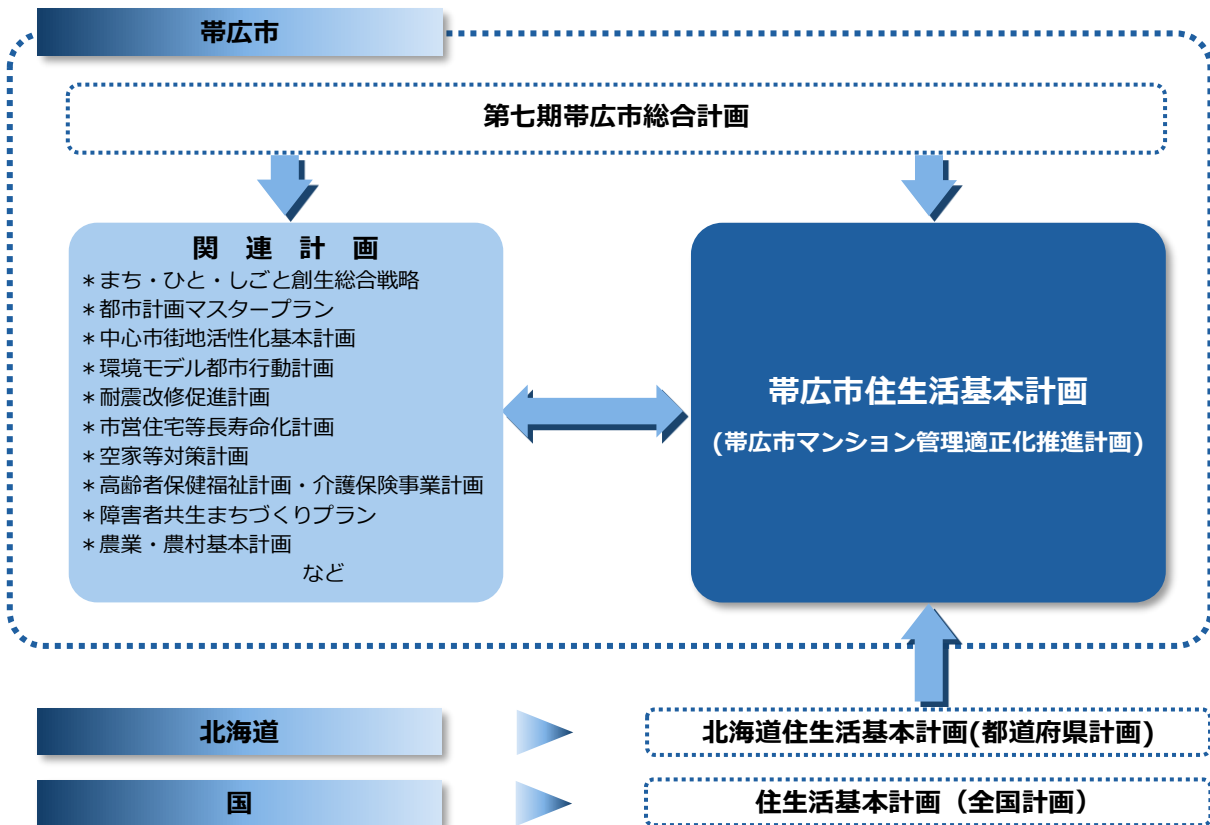 帯広市
第七期帯広市総合計画
関 連 計 画
＊まち・ひと・しごと創生総合戦略
＊都市計画マスタープラン
＊中心市街地活性化基本計画
＊環境モデル都市行動計画
＊耐震改修促進計画
＊市営住宅等長寿命化計画
＊空家等対策計画
＊高齢者保健福祉計画・介護保険事業計画
＊障害者共生まちづくりプラン
＊農業・農村基本計画
など
帯広市住生活基本計画
(帯広市マンション管理適正化推進計画)
北海道
北海道住生活基本計画(都道府県計画)
国
住生活基本計画（全国計画）